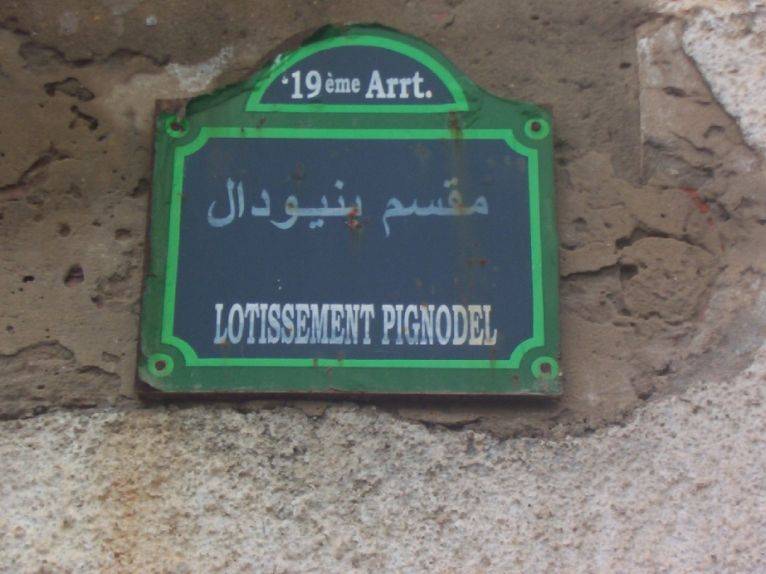 19ème Arrt.
مقسم بنيودال
LOTISSEMENT PIGNODEL